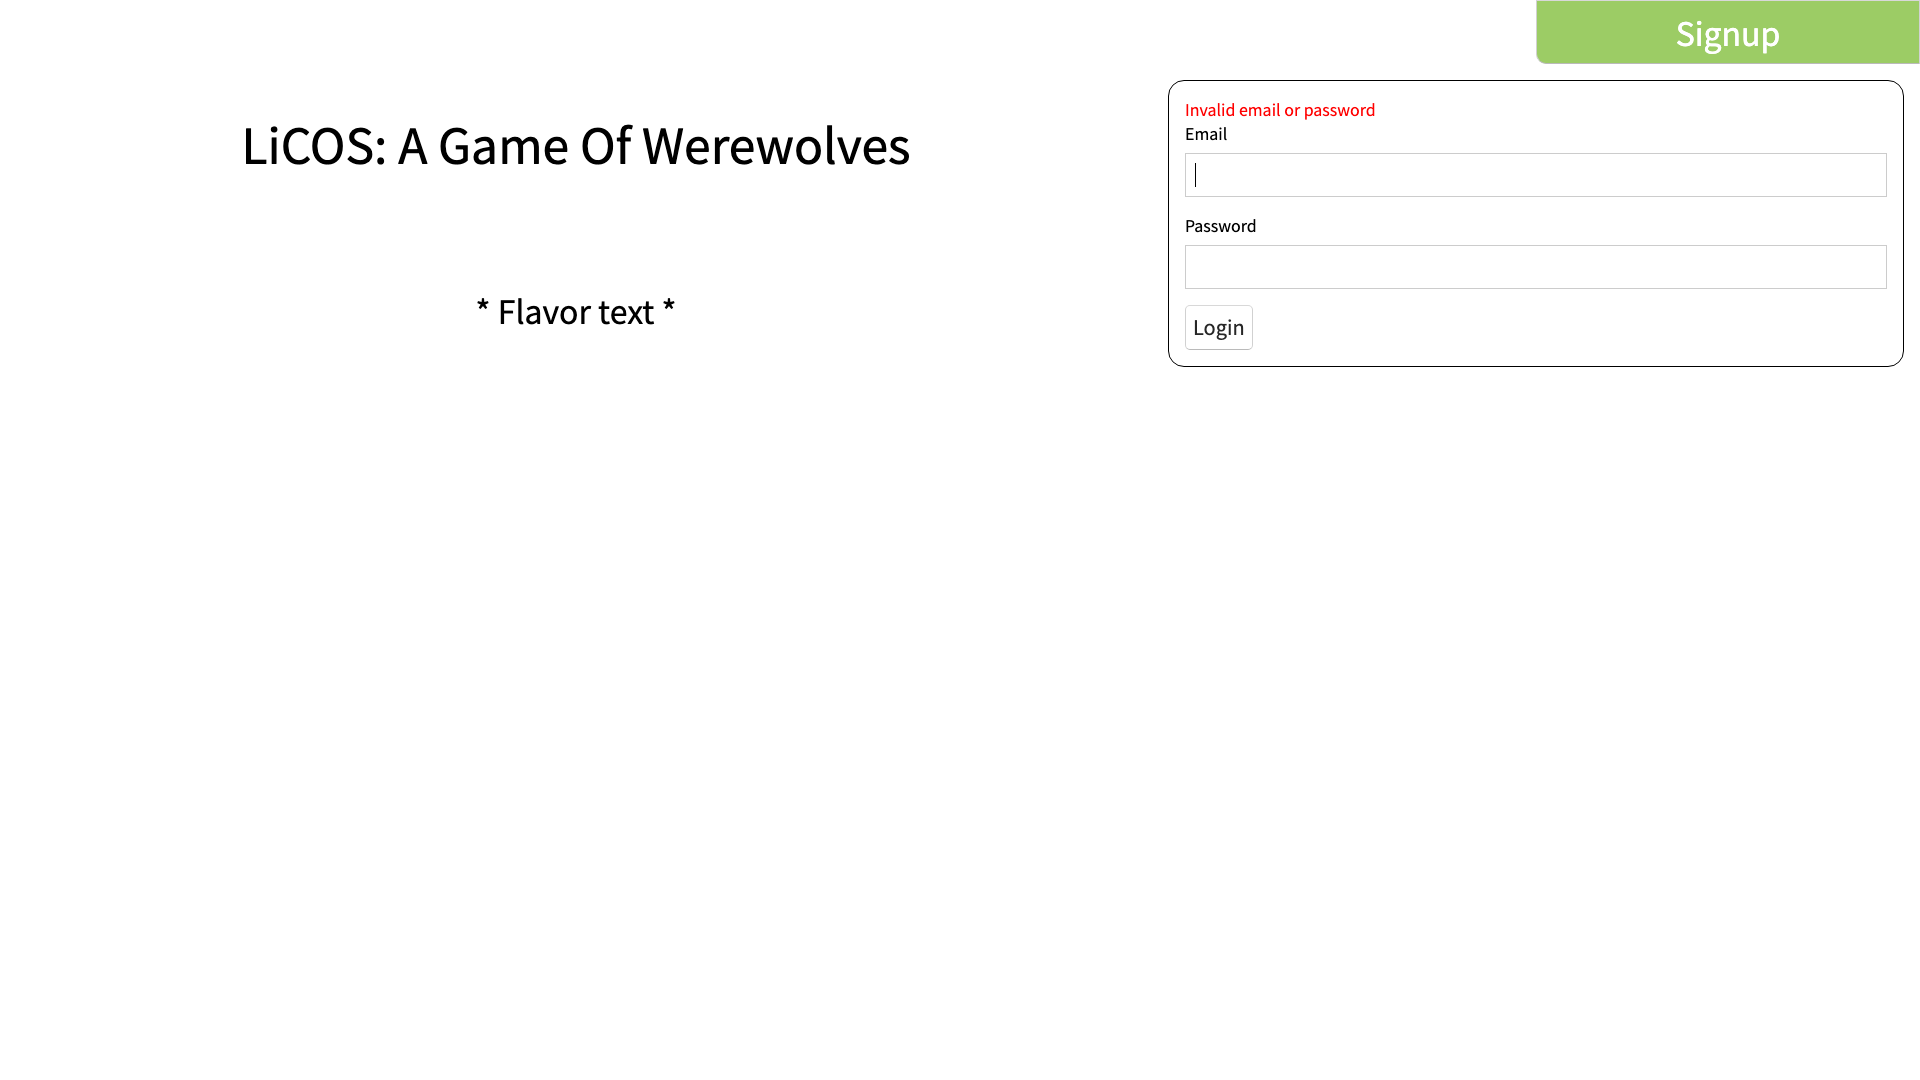 Signup
LiCOS: A Game Of Werewolves
* Flavor text *
Invalid email or password
Email
Password
Login